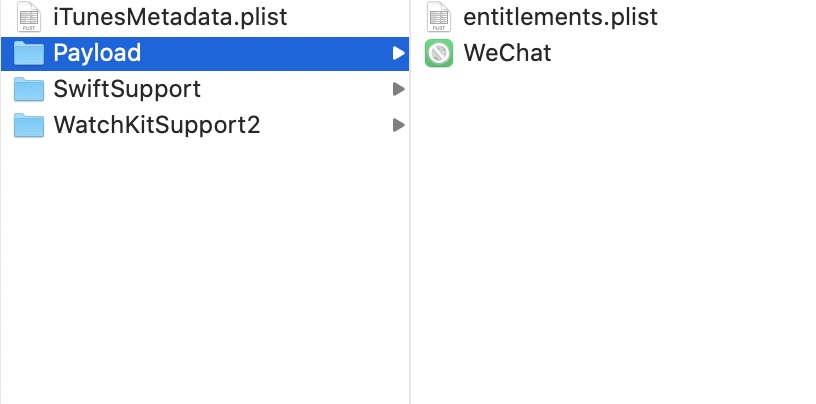 iTunesMetadata.plist
Payload
SwiftSupport
WatchKitSupport2
entitlements.plist
WeChat